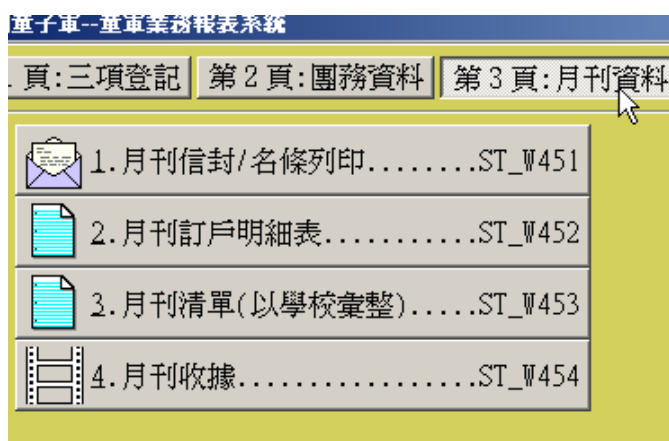 童子軍--童軍業務報表系統
頁:三項登記 第2頁:團務資料 第3頁:月刊資料
1.月刊信封/名條列印........ST_W451
2.月刊訂戶明細表...........ST_W452
3.月刊清單(以學校彙整).....ST_W453
4.月刊收據.................ST_W454